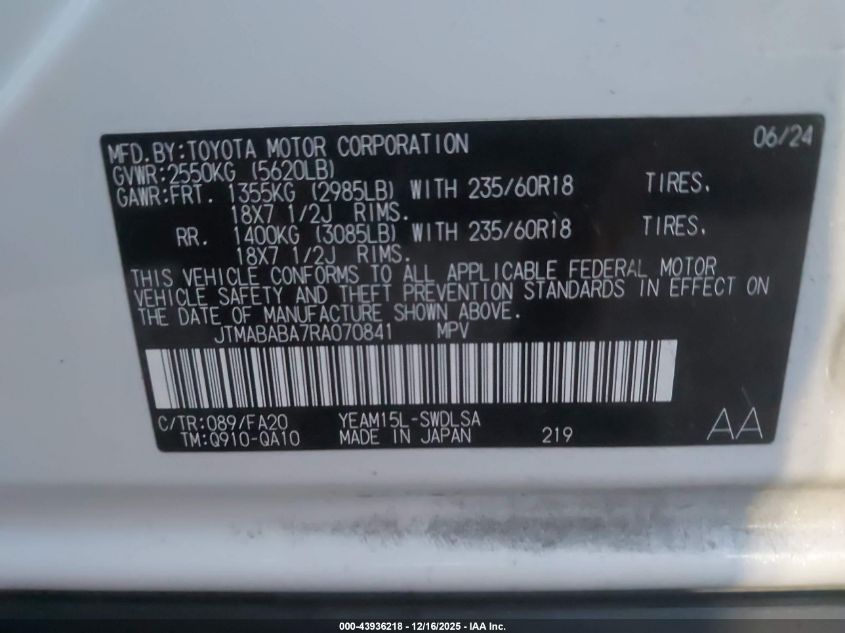 MFD.BY:TOYOTA MOTOR CORPORATION 06/24
GVWR:2550KG (5620LB)
GAWR:FRT. 1355KG (2985LB) WITH 235/60R18 TIRES,
18X7 1/2J RIMS.
RR. 1400KG (3085LB) WITH 235/60R18 TIRES,
18X7 1/2J RIMS.
THIS VEHICLE CONFORMS TO ALL APPLICABLE FEDERAL MOTOR
VEHICLE SAFETY AND THEFT PREVENTION STANDARDS IN EFFECT ON
THE DATE OF MANUFACTURE SHOWN ABOVE.
JTMABABA7RA070841 MPV
C/TR:089/FA20 YEAM15L-SWDLSA
TM:Q910-QA10 MADE IN JAPAN 219 AA
000-43936218 - 12/16/2025 - IAA Inc.